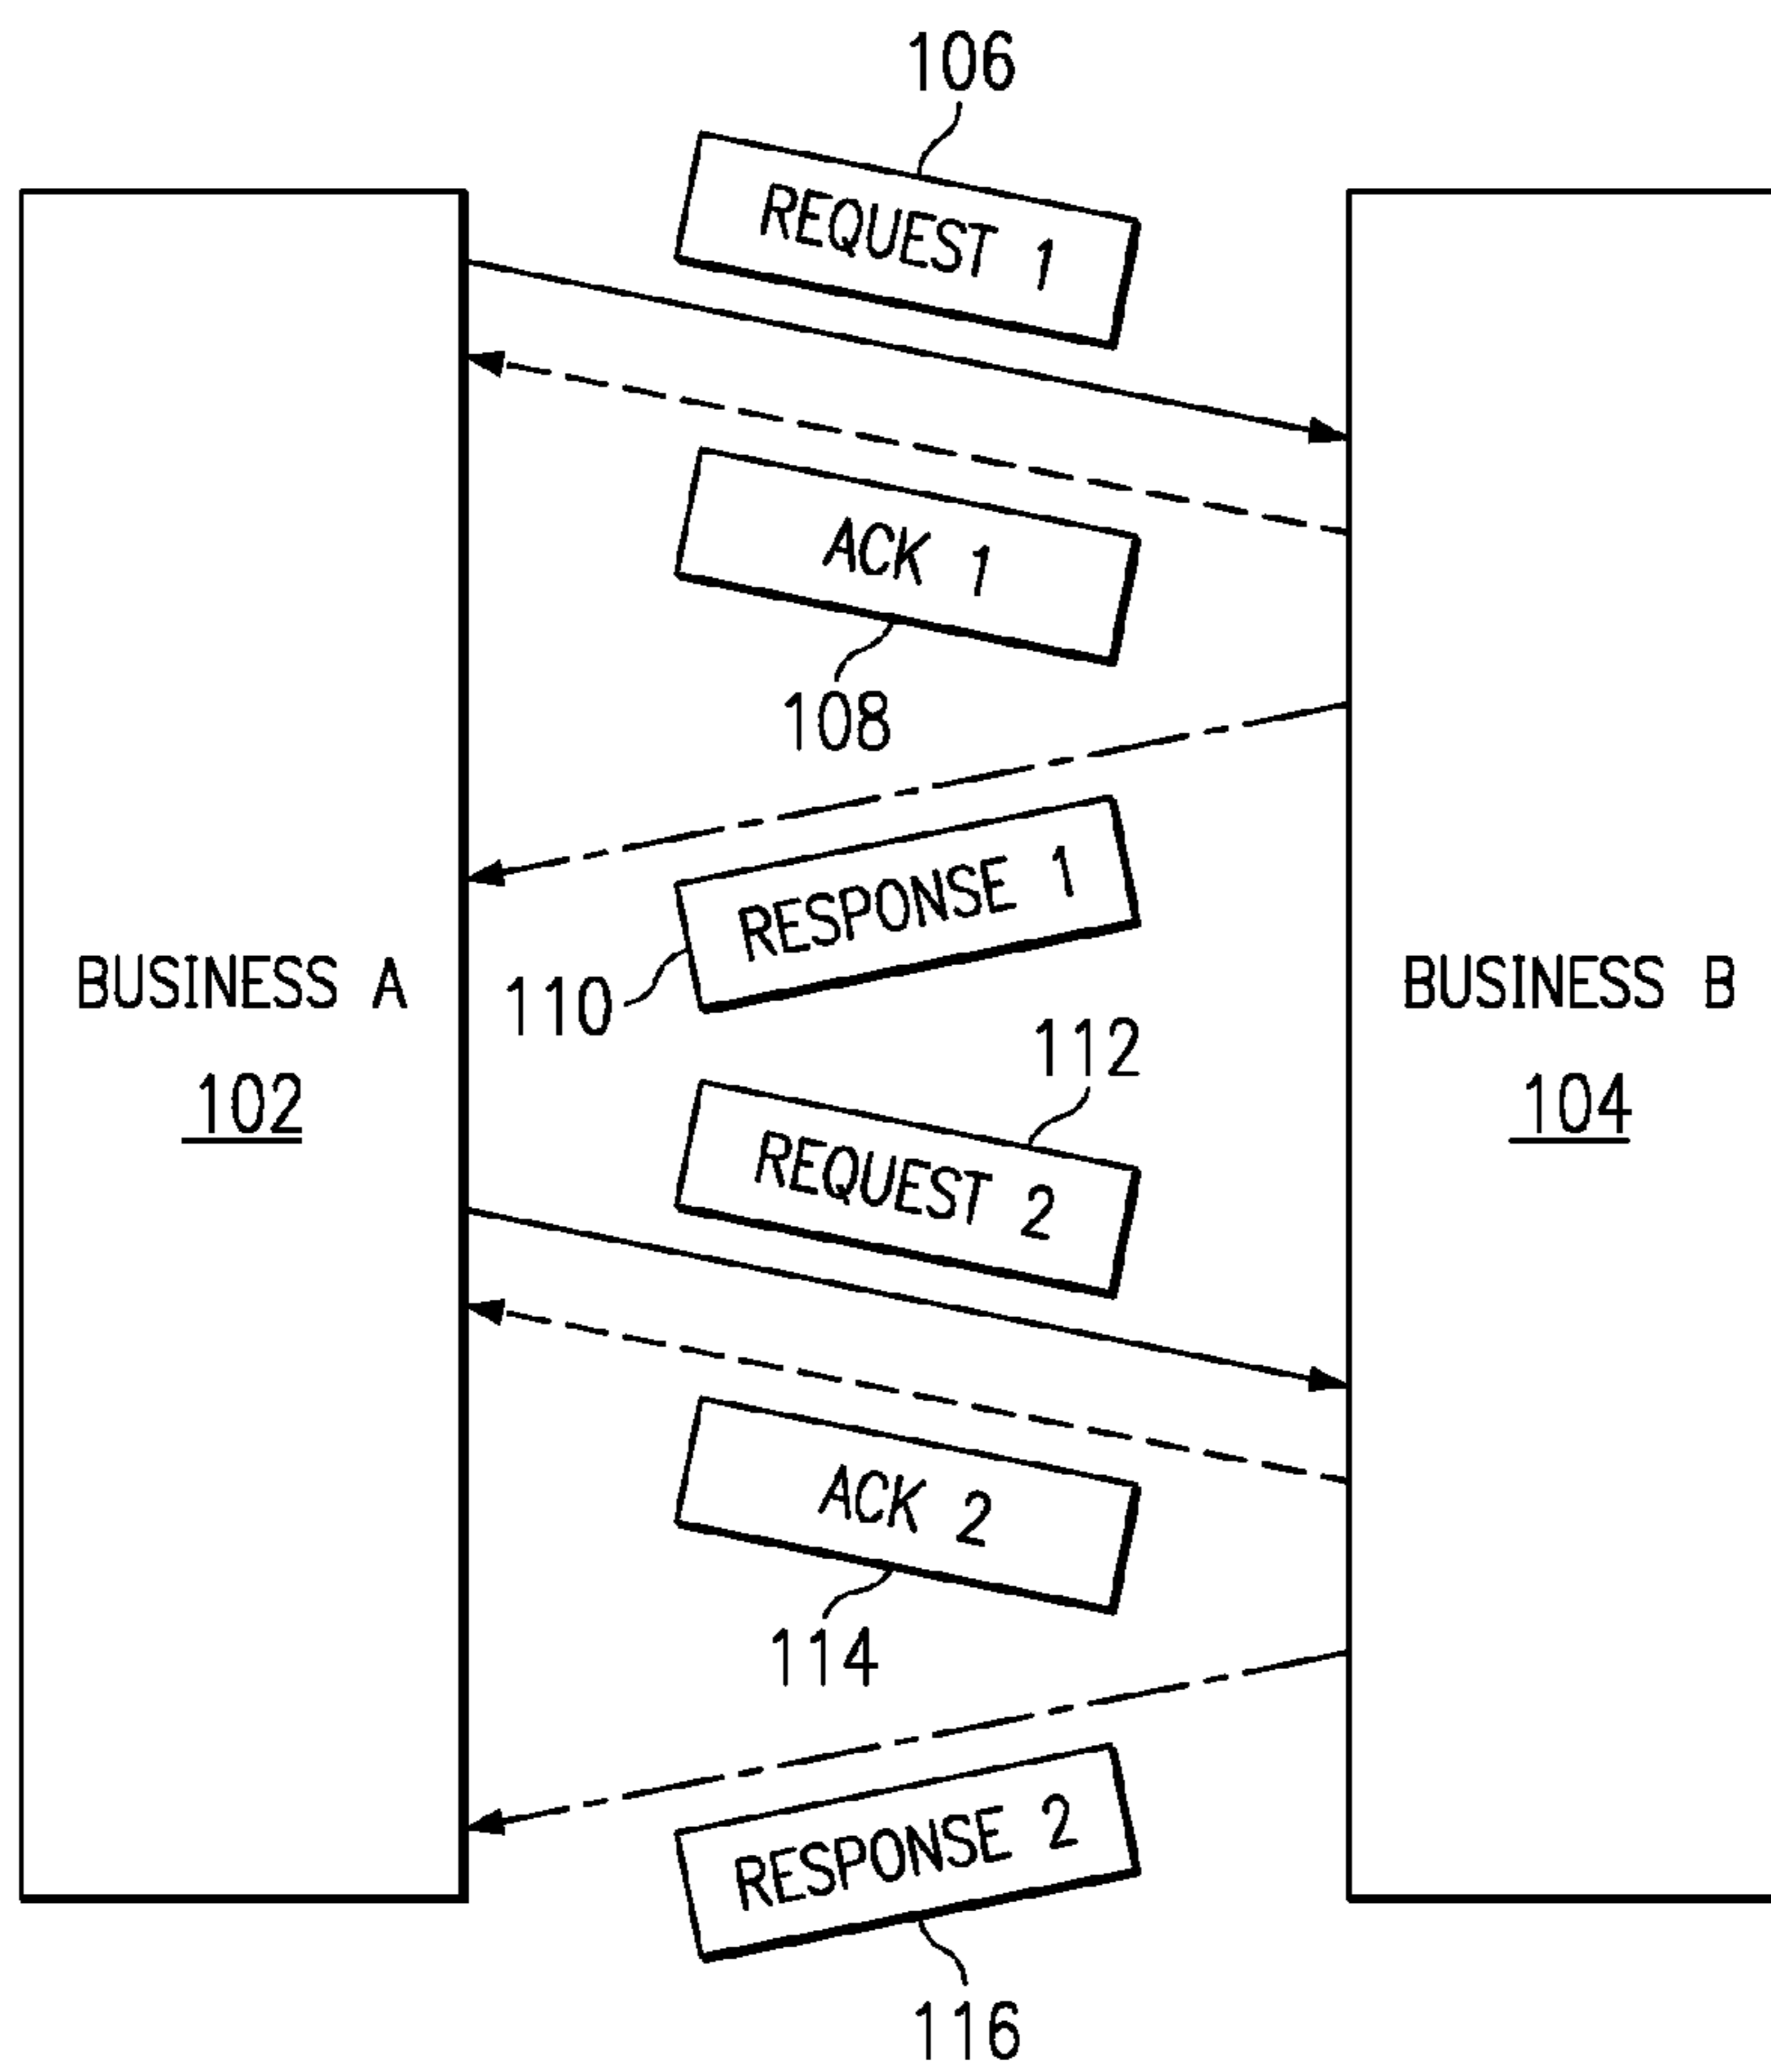 106
REQUEST 1
ACK 1
108
RESPONSE 1
110
BUSINESS A
102
BUSINESS B
104
112
REQUEST 2
ACK 2
114
RESPONSE 2
116